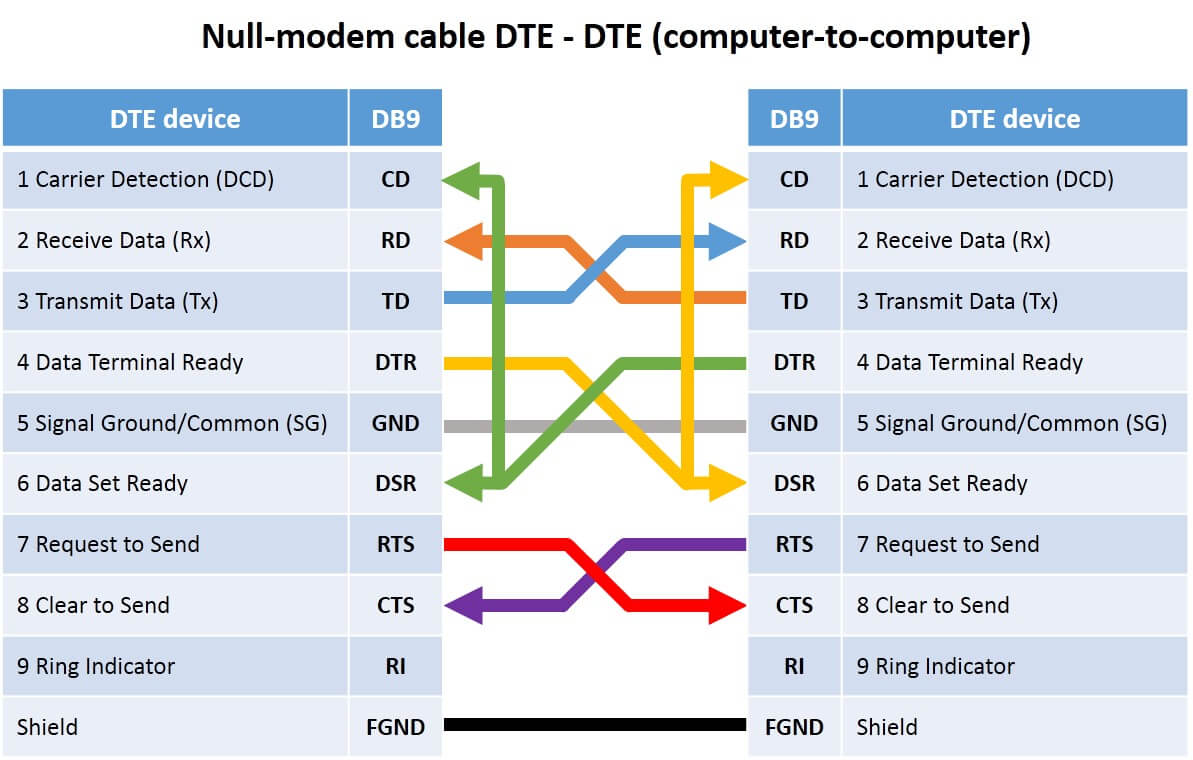 Null-modem cable DTE - DTE (computer-to-computer)
DTE device DB9 DB9 DTE device
1 Carrier Detection (DCD) CD CD 1 Carrier Detection (DCD)
2 Receive Data (Rx) RD RD 2 Receive Data (Rx)
3 Transmit Data (Tx) TD TD 3 Transmit Data (Tx)
4 Data Terminal Ready DTR DTR 4 Data Terminal Ready
5 Signal Ground/Common (SG) GND GND 5 Signal Ground/Common (SG)
6 Data Set Ready DSR DSR 6 Data Set Ready
7 Request to Send RTS RTS 7 Request to Send
8 Clear to Send CTS CTS 8 Clear to Send
9 Ring Indicator RI RI 9 Ring Indicator
Shield FGND FGND Shield